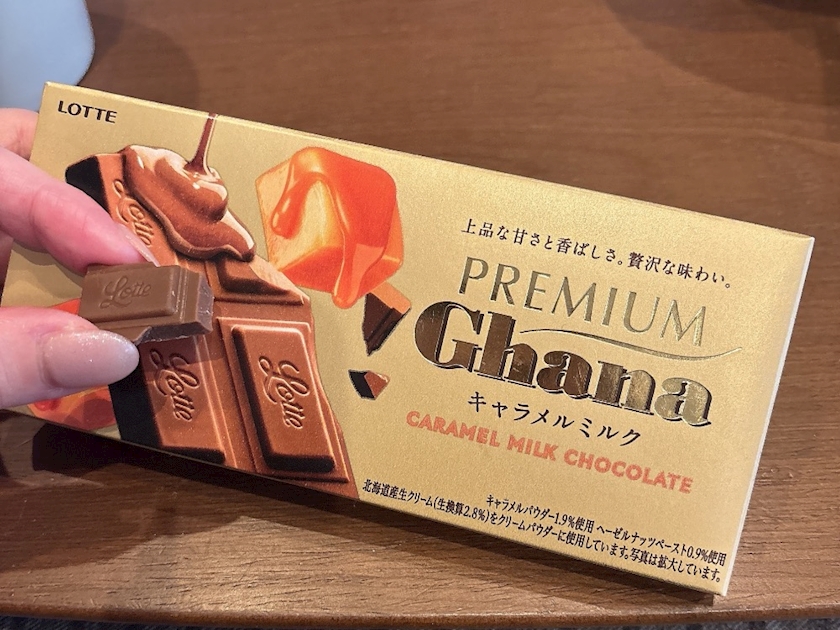 LOTTE
上品な甘さと香ばしさ。贅沢な味わい。
PREMIUM
Ghana
キャラメルミルク
CARAMEL MILK CHOCOLATE
キャラメルパウダー1.9%使用 ヘーゼルナッツペースト0.9%使用
北海道産生クリーム(生換算2.8%)をクリームパウダーに使用しています。写真は拡大しています。
Lotte
Lotte
Lotte
Lotte